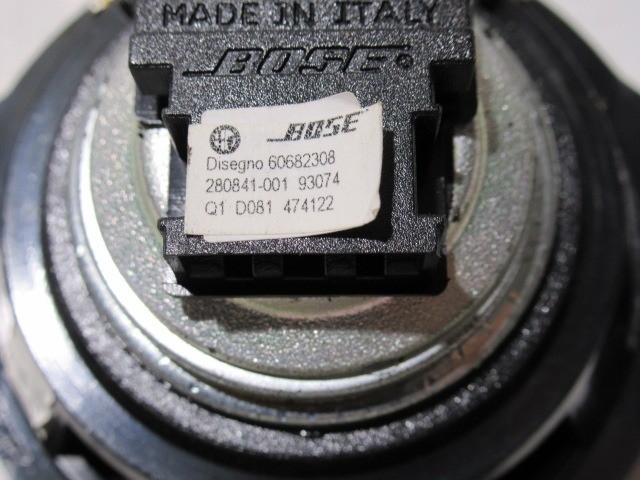 MADE IN ITALY
BOSE
BOSE
Disegno 60682308
280841-001 93074
Q1 D081 474122